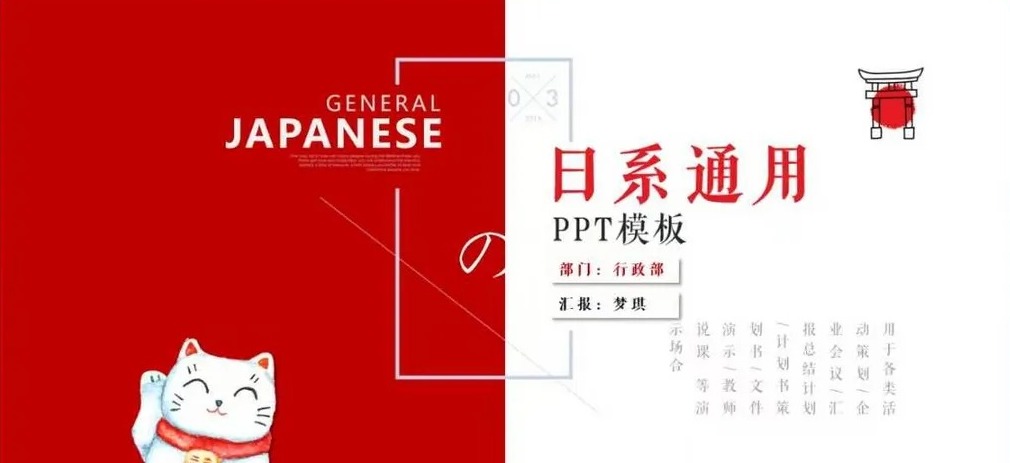 GENERAL
JAPANESE
03
の
日系通用
PPT模板
部门：行政部
汇报：梦琪
用于各类活
动策划/企
业会议/汇
报总结计划
/计划书策
划书/文件
演示/教师
说课 等演
示场合